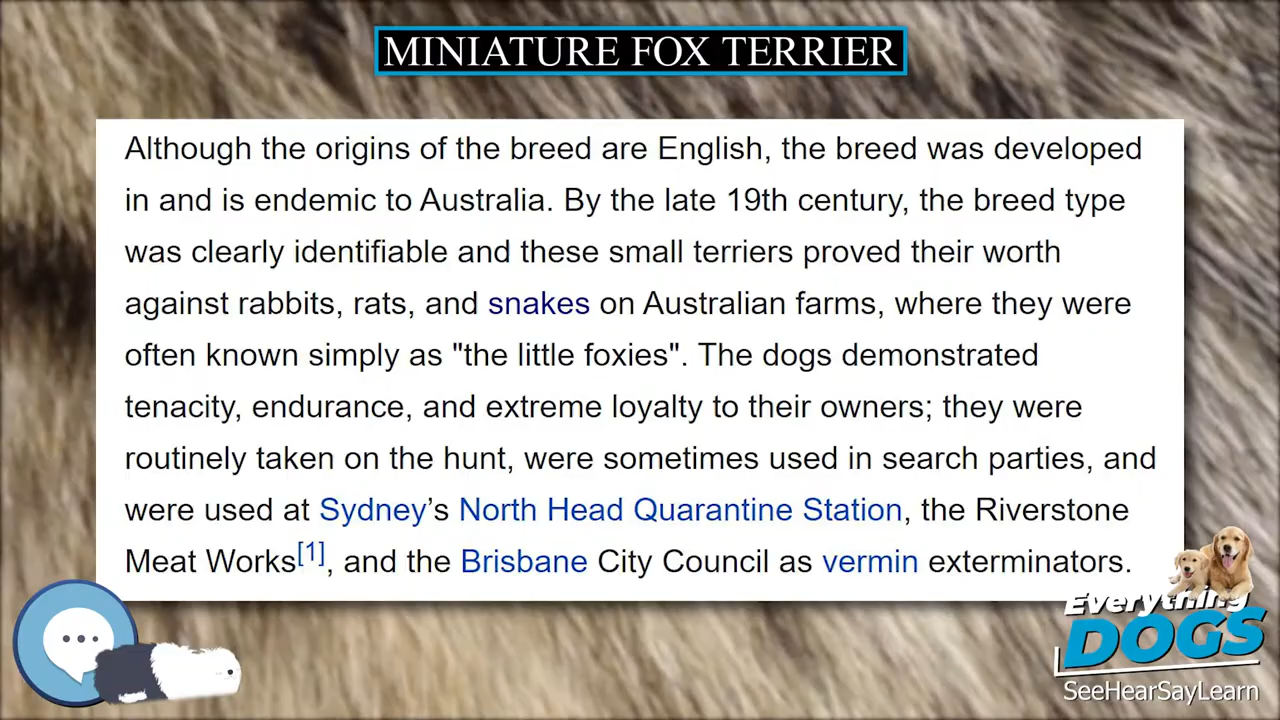 MINIATURE FOX TERRIER
Although the origins of the breed are English, the breed was developed
in and is endemic to Australia. By the late 19th century, the breed type
was clearly identifiable and these small terriers proved their worth
against rabbits, rats, and snakes on Australian farms, where they were
often known simply as "the little foxies". The dogs demonstrated
tenacity, endurance, and extreme loyalty to their owners; they were
routinely taken on the hunt, were sometimes used in search parties, and
were used at Sydney’s North Head Quarantine Station, the Riverstone
Meat Works[1], and the Brisbane City Council as vermin exterminators.
Everything
DOGS
SeeHearSayLearn